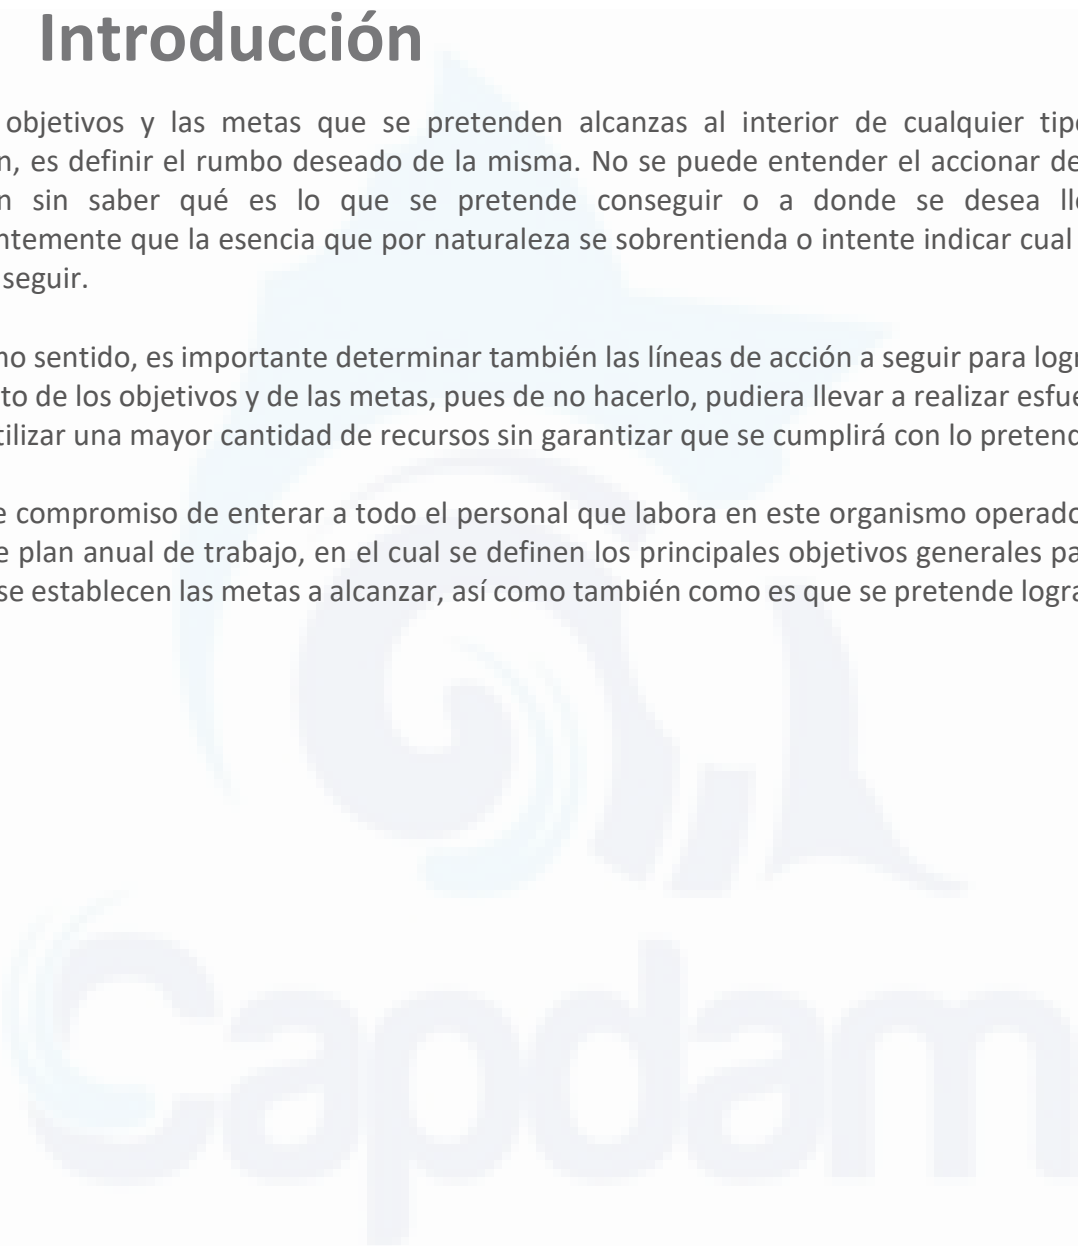 Introducción
objetivos y las metas que se pretenden alcanzas al interior de cualquier tipo
n, es definir el rumbo deseado de la misma. No se puede entender el accionar de
n sin saber qué es lo que se pretende conseguir o a donde se desea lle
ntemente que la esencia que por naturaleza se sobrentienda o intente indicar cual
seguir.
no sentido, es importante determinar también las líneas de acción a seguir para logr
to de los objetivos y de las metas, pues de no hacerlo, pudiera llevar a realizar esfue
tilizar una mayor cantidad de recursos sin garantizar que se cumplirá con lo pretend
e compromiso de enterar a todo el personal que labora en este organismo operado
e plan anual de trabajo, en el cual se definen los principales objetivos generales pa
se establecen las metas a alcanzar, así como también como es que se pretende logra
Capdam